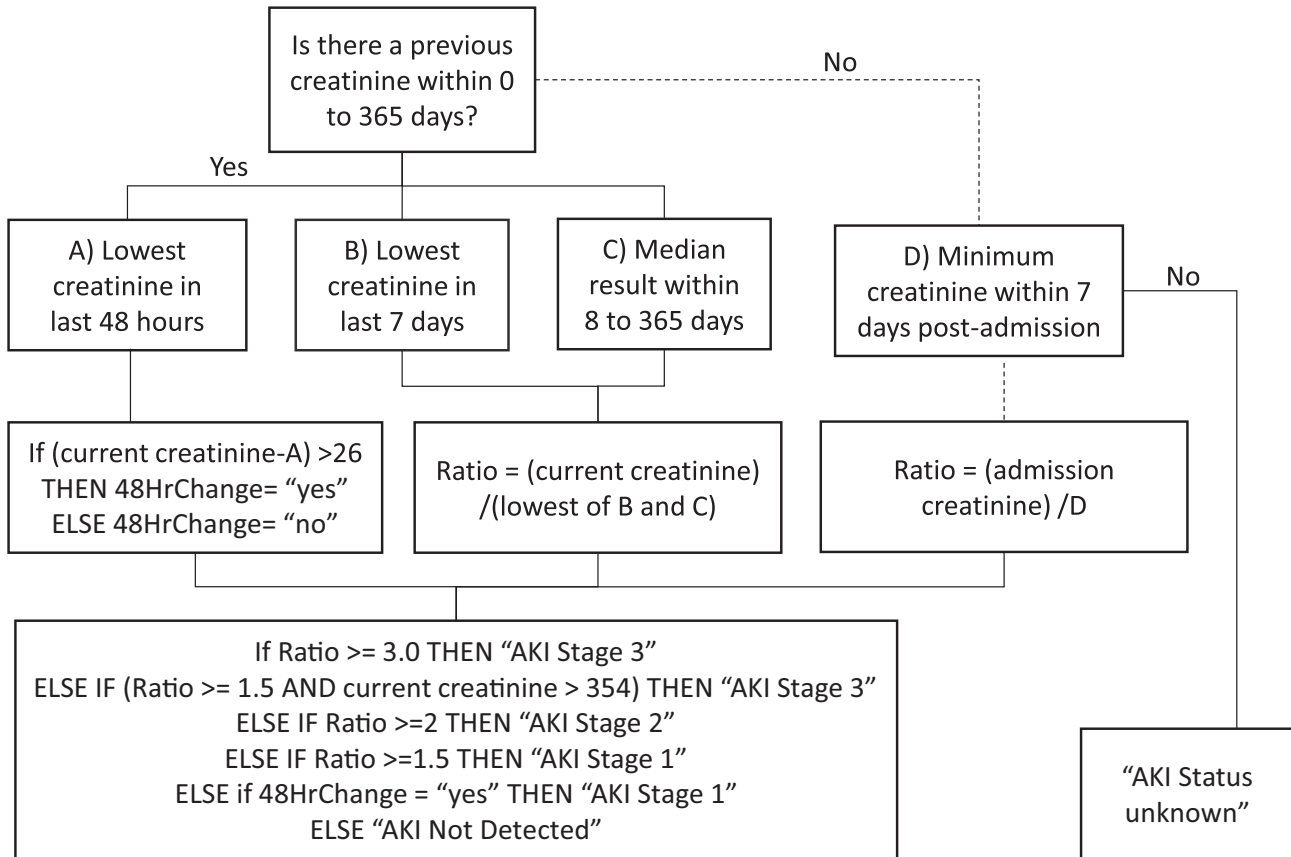 Is there a previous
creatinine within 0
to 365 days?
No
Yes
A) Lowest
creatinine in
last 48 hours
B) Lowest
creatinine in
last 7 days
C) Median
result within
8 to 365 days
D) Minimum
creatinine within 7
days post-admission
No
If (current creatinine-A) >26
THEN 48HrChange= “yes”
ELSE 48HrChange= “no”
Ratio = (current creatinine)
/(lowest of B and C)
Ratio = (admission
creatinine) /D
If Ratio >= 3.0 THEN “AKI Stage 3”
ELSE IF (Ratio >= 1.5 AND current creatinine > 354) THEN “AKI Stage 3”
ELSE IF Ratio >=2 THEN “AKI Stage 2”
ELSE IF Ratio >=1.5 THEN “AKI Stage 1”
ELSE if 48HrChange = “yes” THEN “AKI Stage 1”
ELSE “AKI Not Detected”
“AKI Status
unknown”